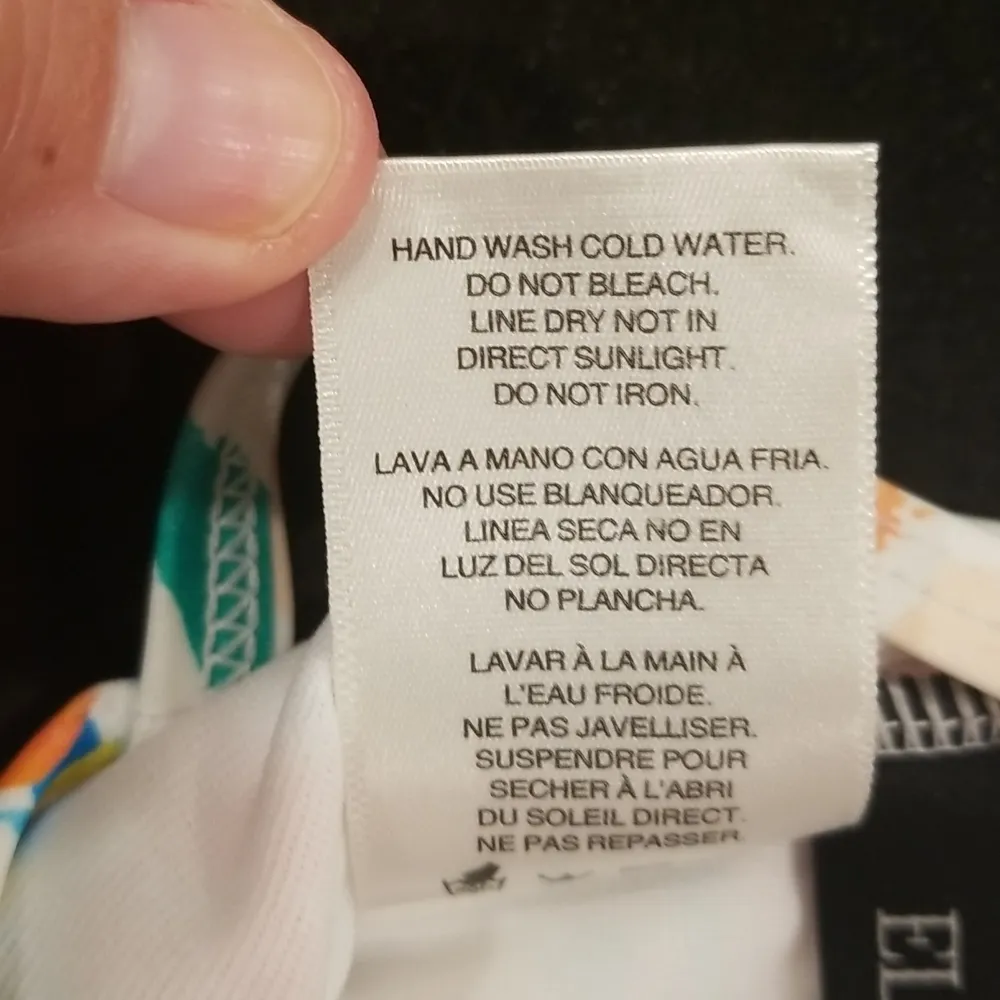 HAND WASH COLD WATER.
DO NOT BLEACH.
LINE DRY NOT IN
DIRECT SUNLIGHT.
DO NOT IRON.
LAVA A MANO CON AGUA FRIA.
NO USE BLANQUEADOR.
LINEA SECA NO EN
LUZ DEL SOL DIRECTA
NO PLANCHA.
LAVAR À LA MAIN À
L'EAU FROIDE.
NE PAS JAVELLISER.
SUSPENDRE POUR
SECHER À L'ABRI
DU SOLEIL DIRECT.
NE PAS REPASSER.
EL